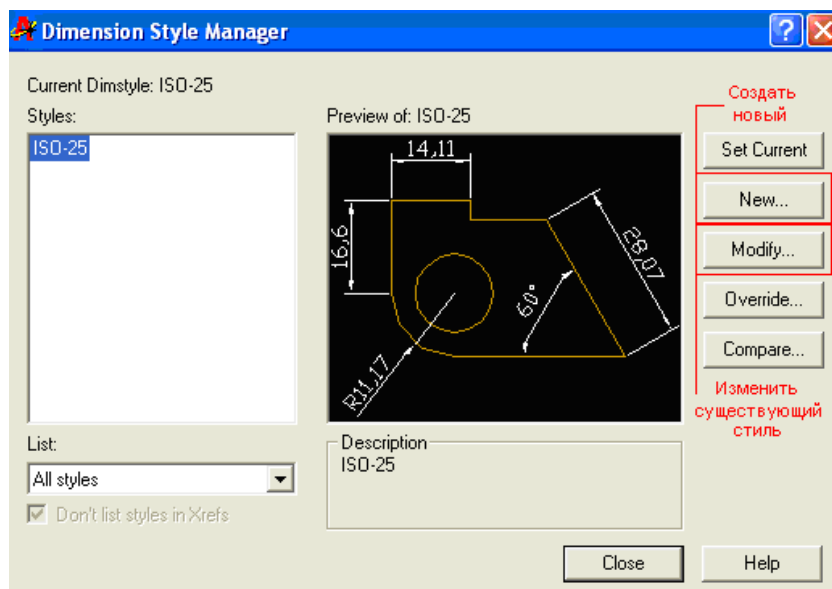 Dimension Style Manager
Current Dimstyle: ISO-25
Styles:
ISO-25
Preview of: ISO-25
14,11
16,6
28,07
60°
R11,17
Создать
новый
Set Current
New...
Modify...
Override...
Compare...
Изменить
существующий
стиль
List:
All styles
Don't list styles in Xrefs
Description
ISO-25
Close
Help